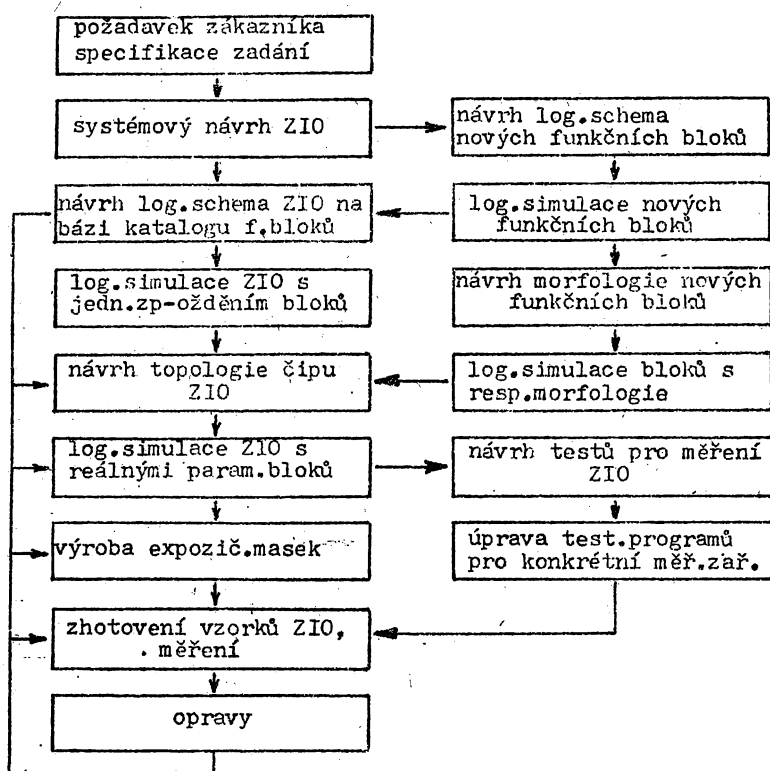 požadavek zákazníka
specifikace zadání
systémový návrh ZIO
návrh log.schema
nových funkčních bloků
návrh log.schema ZIO na
bázi katalogu f.bloků
log.simulace nových
funkčních bloků
log.simulace ZIO s
jedn.zp-ožděním bloků
návrh morfologie nových
funkčních bloků
návrh topologie čipu
ZIO
log.simulace bloků s
resp.morfologie
log.simulace ZIO s
reálnými param.bloků
návrh testů pro měření
ZIO
výroba expozič.masek
úprava test.programů
pro konkrétní měř.zař.
zhotovení vzorků ZIO,
. měření
opravy